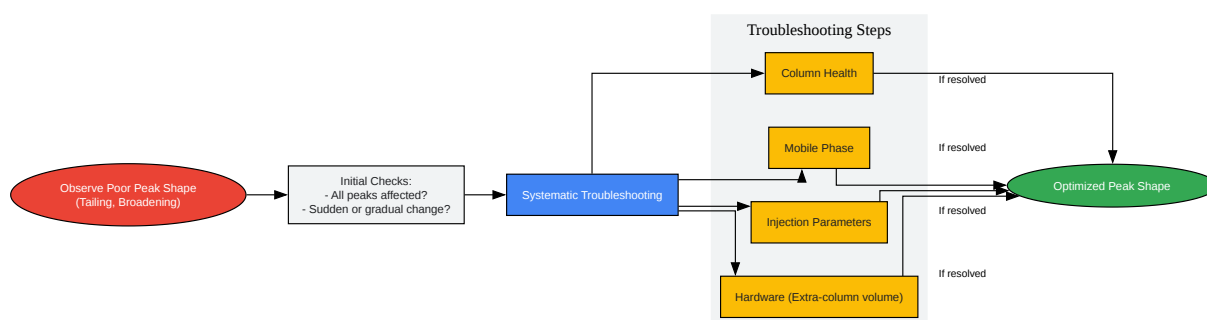 Troubleshooting Steps
Column Health
If resolved
Mobile Phase
If resolved
Observe Poor Peak Shape
(Tailing, Broadening)
Initial Checks:
- All peaks affected?
- Sudden or gradual change?
Systematic Troubleshooting
Optimized Peak Shape
Injection Parameters
If resolved
If resolved
Hardware (Extra-column volume)